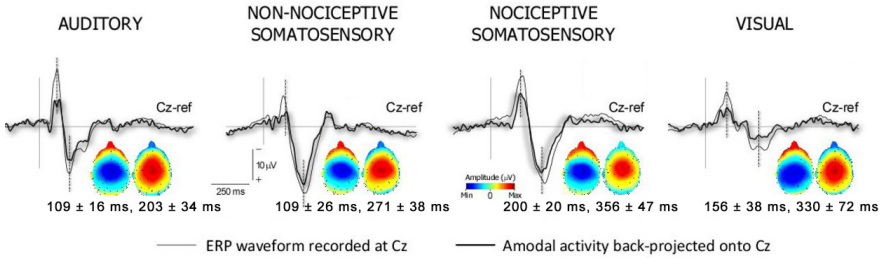 AUDITORY
NON-NOCICEPTIVE
SOMATOSENSORY
NOCICEPTIVE
SOMATOSENSORY
VISUAL
Cz-ref
Cz-ref
Cz-ref
Cz-ref
−
10 μV
+
250 ms
Amplitude (μV)
Min 0 Max
109 ± 16 ms, 203 ± 34 ms
109 ± 26 ms, 271 ± 38 ms
200 ± 20 ms, 356 ± 47 ms
156 ± 38 ms, 330 ± 72 ms
ERP waveform recorded at Cz
Amodal activity back-projected onto Cz